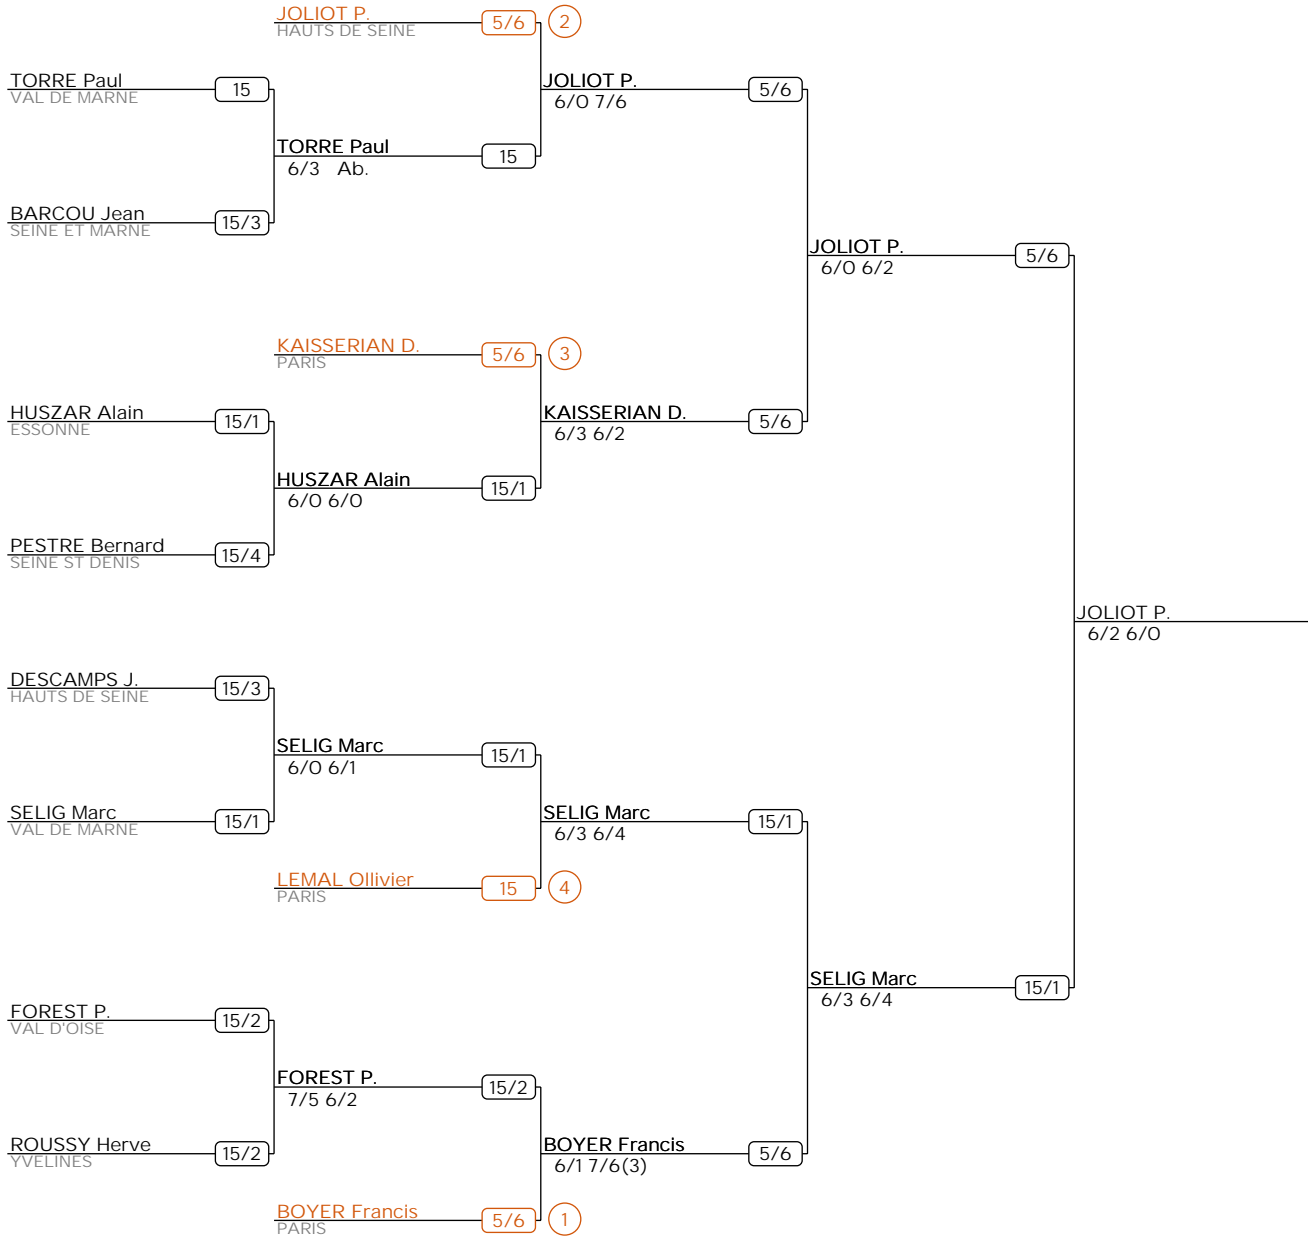 JOLIOT P.
HAUTS DE SEINE
5/6
2
TORRE Paul
VAL DE MARNE
15
JOLIOT P.
6/0 7/6
5/6
TORRE Paul
6/3 Ab.
15
BARCOU Jean
SEINE ET MARNE
15/3
JOLIOT P.
6/0 6/2
5/6
KAISSERIAN D.
PARIS
5/6
3
HUSZAR Alain
ESSONNE
15/1
KAISSERIAN D.
6/3 6/2
5/6
HUSZAR Alain
6/0 6/0
15/1
PESTRE Bernard
SEINE ST DENIS
15/4
JOLIOT P.
6/2 6/0
DESCAMPS J.
HAUTS DE SEINE
15/3
SELIG Marc
6/0 6/1
15/1
SELIG Marc
VAL DE MARNE
15/1
SELIG Marc
6/3 6/4
15/1
LEMAL Ollivier
PARIS
15
4
SELIG Marc
6/3 6/4
15/1
FOREST P.
VAL D'OISE
15/2
FOREST P.
7/5 6/2
15/2
ROUSSY Herve
YVELINES
15/2
BOYER Francis
6/1 7/6(3)
5/6
BOYER Francis
PARIS
5/6
1